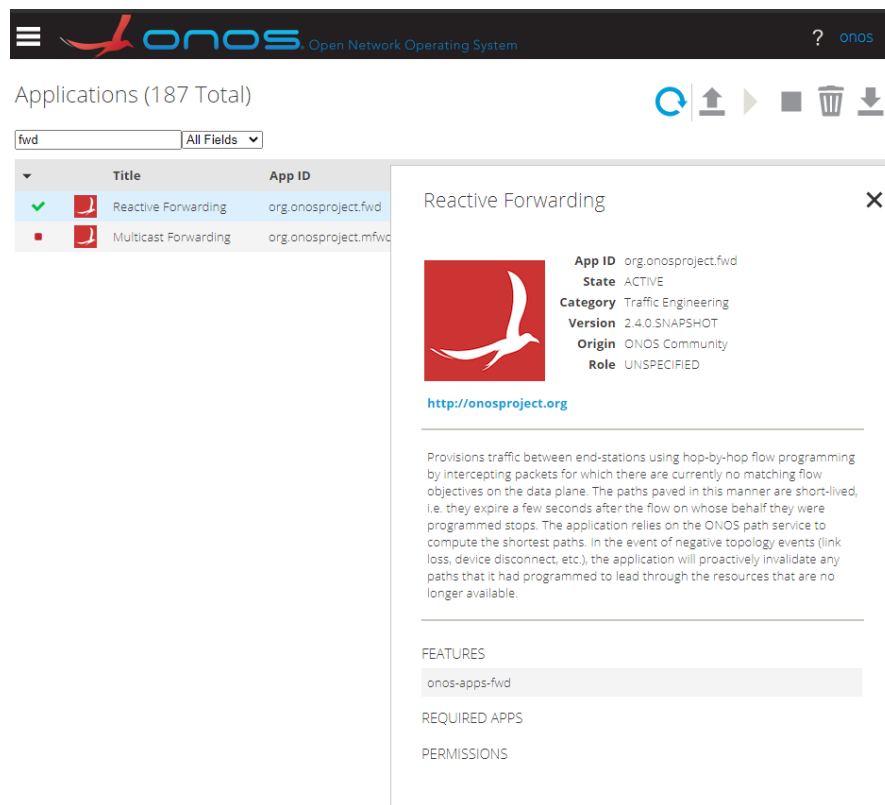 onos Open Network Operating System
? onos
Applications (187 Total)
fwd All Fields
Title App ID
Reactive Forwarding org.onosproject.fwd
Multicast Forwarding org.onosproject.mfwd
Reactive Forwarding
App ID org.onosproject.fwd
State ACTIVE
Category Traffic Engineering
Version 2.4.0.SNAPSHOT
Origin ONOS Community
Role UNSPECIFIED
http://onosproject.org
Provisions traffic between end-stations using hop-by-hop flow programming
by intercepting packets for which there are currently no matching flow
objectives on the data plane. The paths paved in this manner are short-lived,
i.e. they expire a few seconds after the flow on whose behalf they were
programmed stops. The application relies on the ONOS path service to
compute the shortest paths. In the event of negative topology events (link
loss, device disconnect, etc.), the application will proactively invalidate any
paths that it had programmed to lead through the resources that are no
longer available.
FEATURES
onos-apps-fwd
REQUIRED APPS
PERMISSIONS